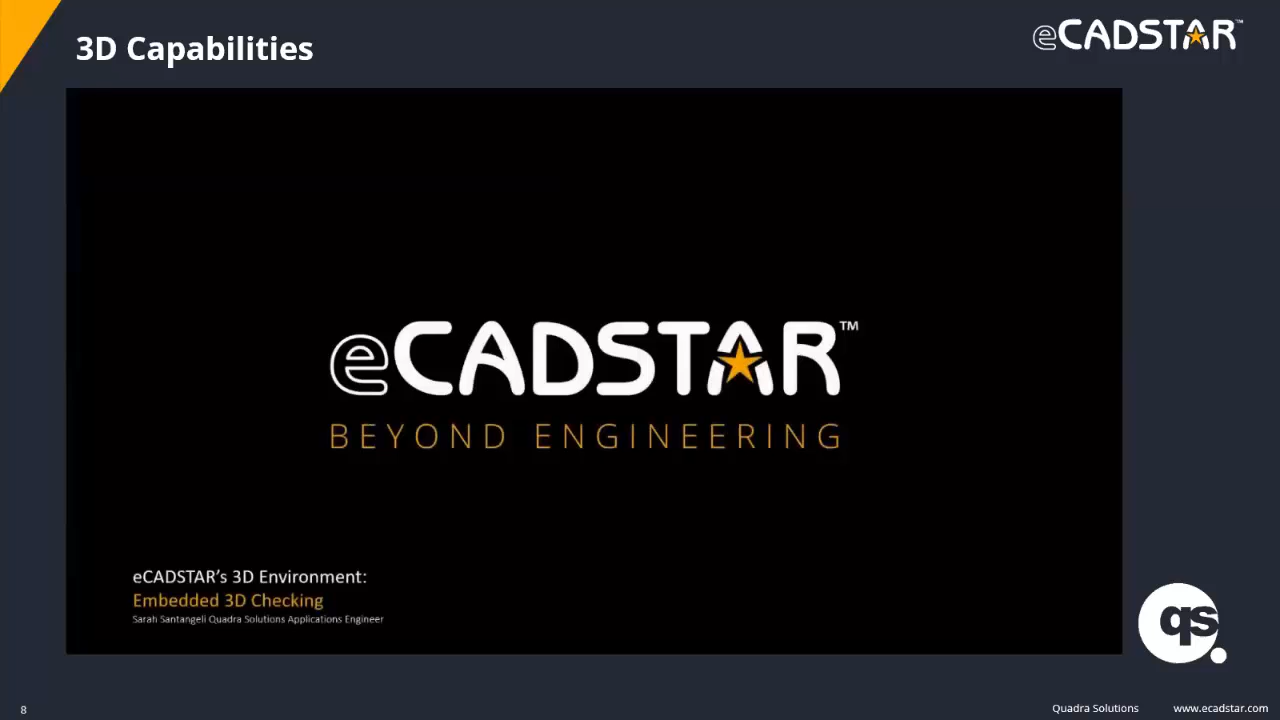 3D Capabilities
eCADSTAR™
eCADSTAR™
BEYOND ENGINEERING
eCADSTAR’s 3D Environment:
Embedded 3D Checking
Sarah Santangeli Quadra Solutions Applications Engineer
qs
8
Quadra Solutions
www.ecadstar.com